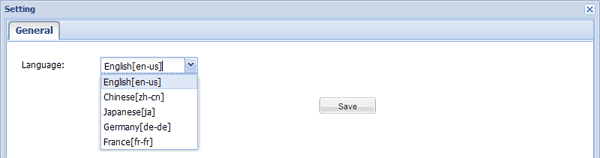 Setting
General
Language: English[en-us]
English[en-us]
Chinese[zh-cn]
Japanese[ja]
Save
Germany[de-de]
France[fr-fr]